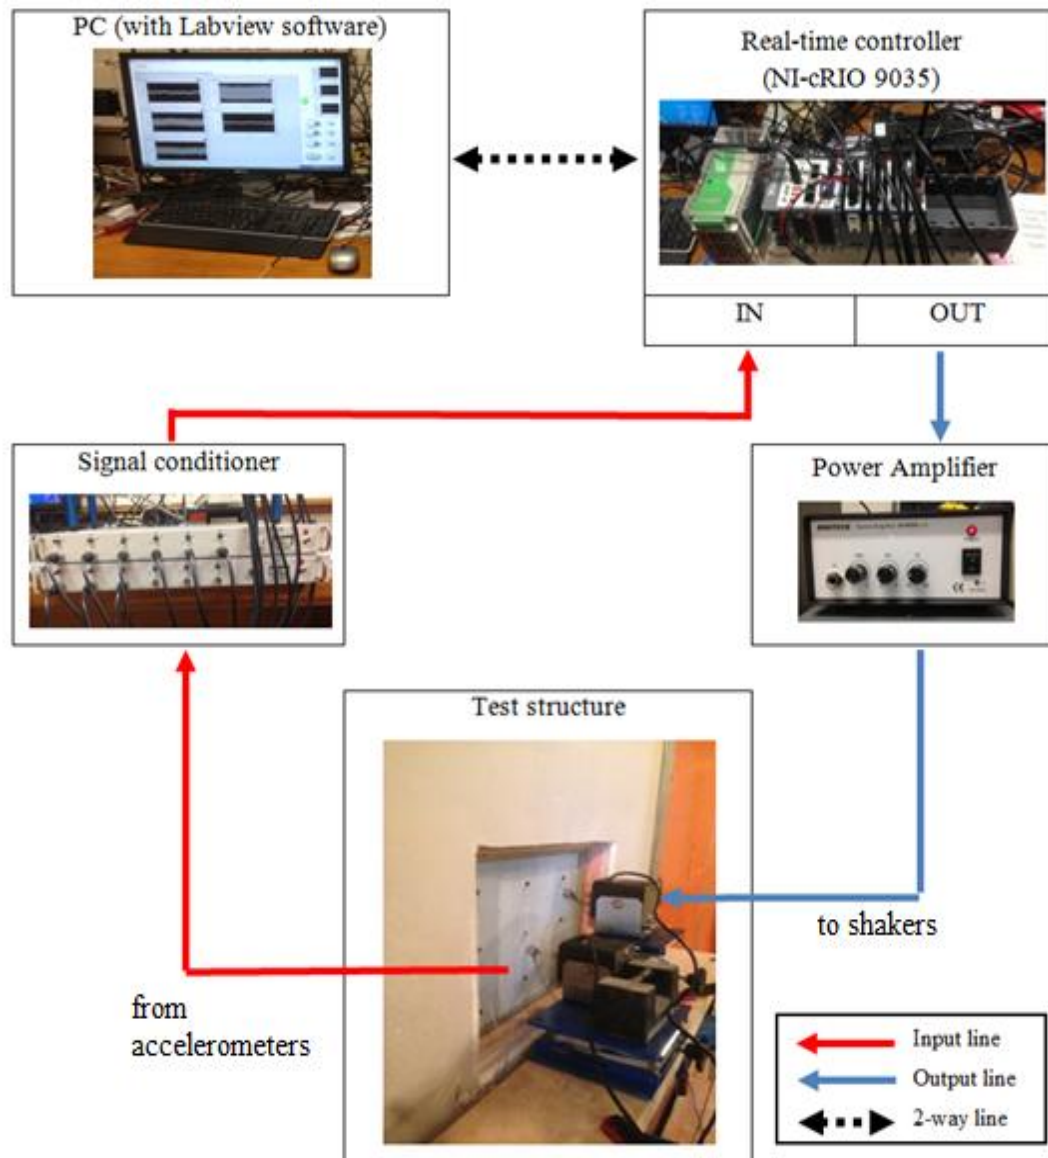 PC (with Labview software)
Real-time controller
(NI-cRIO 9035)
IN
OUT
Signal conditioner
Power Amplifier
Test structure
to shakers
from
accelerometers
Input line
Output line
2-way line